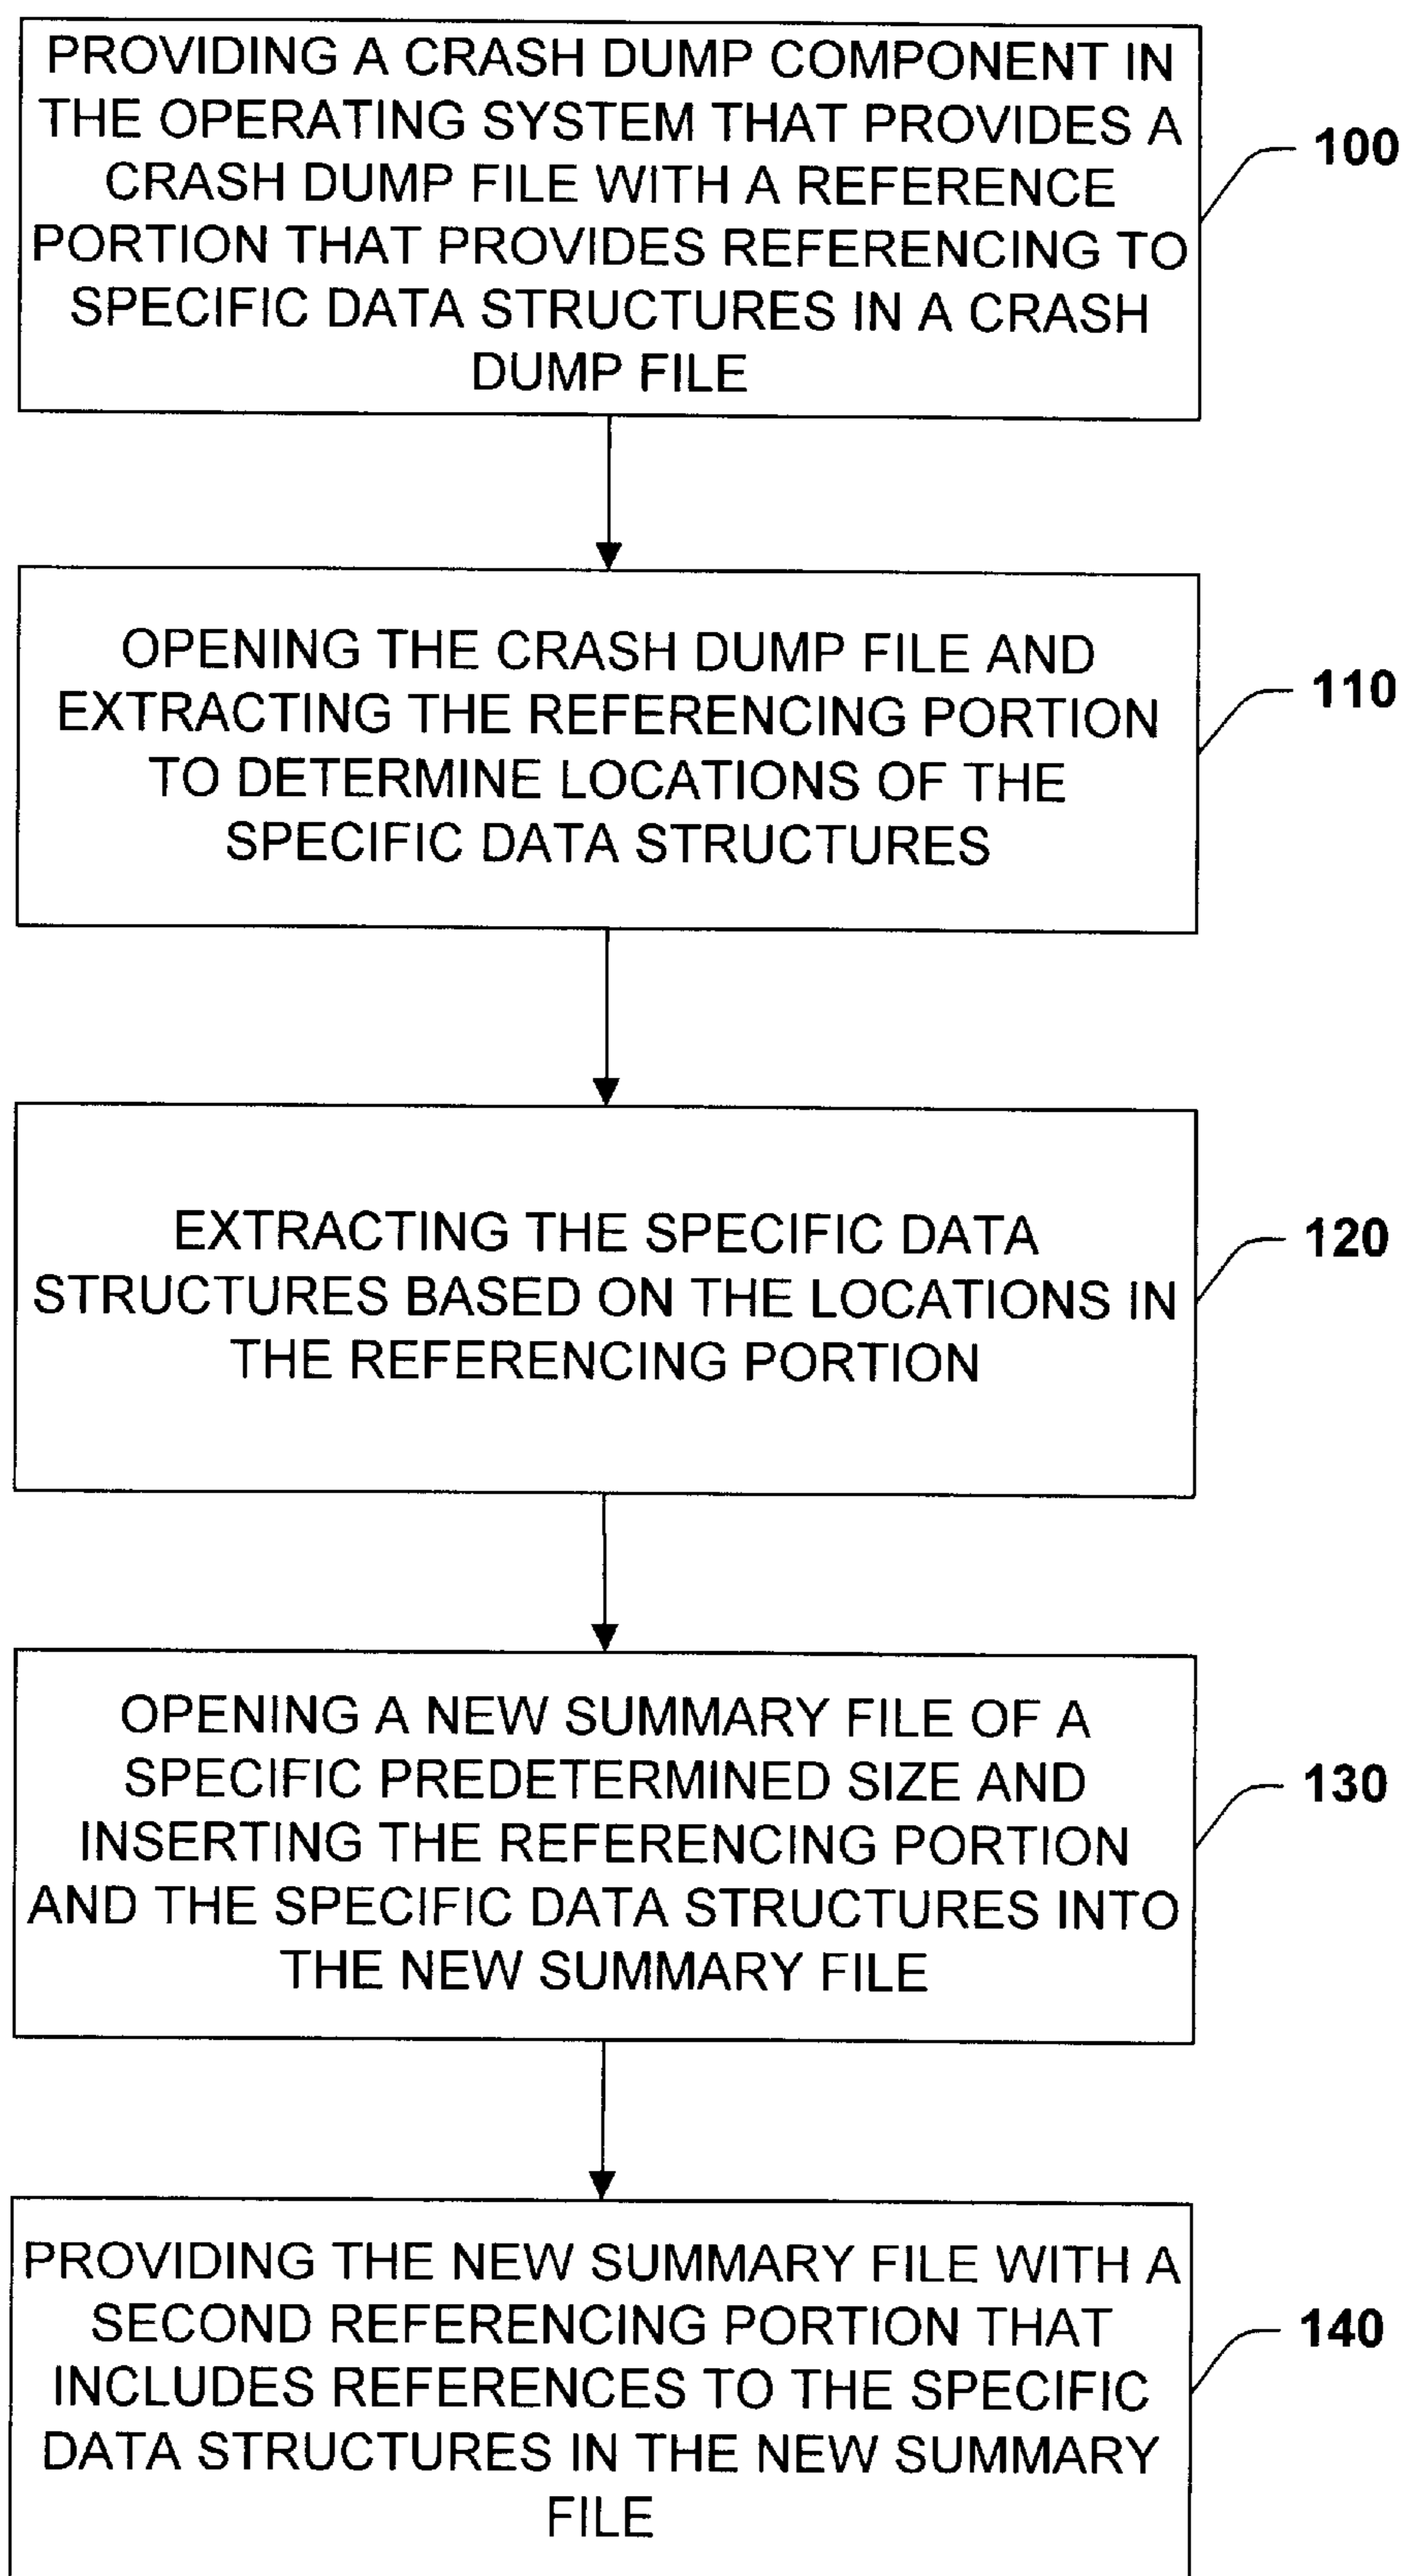 PROVIDING A CRASH DUMP COMPONENT IN
THE OPERATING SYSTEM THAT PROVIDES A
CRASH DUMP FILE WITH A REFERENCE
PORTION THAT PROVIDES REFERENCING TO
SPECIFIC DATA STRUCTURES IN A CRASH
DUMP FILE
100
OPENING THE CRASH DUMP FILE AND
EXTRACTING THE REFERENCING PORTION
TO DETERMINE LOCATIONS OF THE
SPECIFIC DATA STRUCTURES
110
EXTRACTING THE SPECIFIC DATA
STRUCTURES BASED ON THE LOCATIONS IN
THE REFERENCING PORTION
120
OPENING A NEW SUMMARY FILE OF A
SPECIFIC PREDETERMINED SIZE AND
INSERTING THE REFERENCING PORTION
AND THE SPECIFIC DATA STRUCTURES INTO
THE NEW SUMMARY FILE
130
PROVIDING THE NEW SUMMARY FILE WITH A
SECOND REFERENCING PORTION THAT
INCLUDES REFERENCES TO THE SPECIFIC
DATA STRUCTURES IN THE NEW SUMMARY
FILE
140